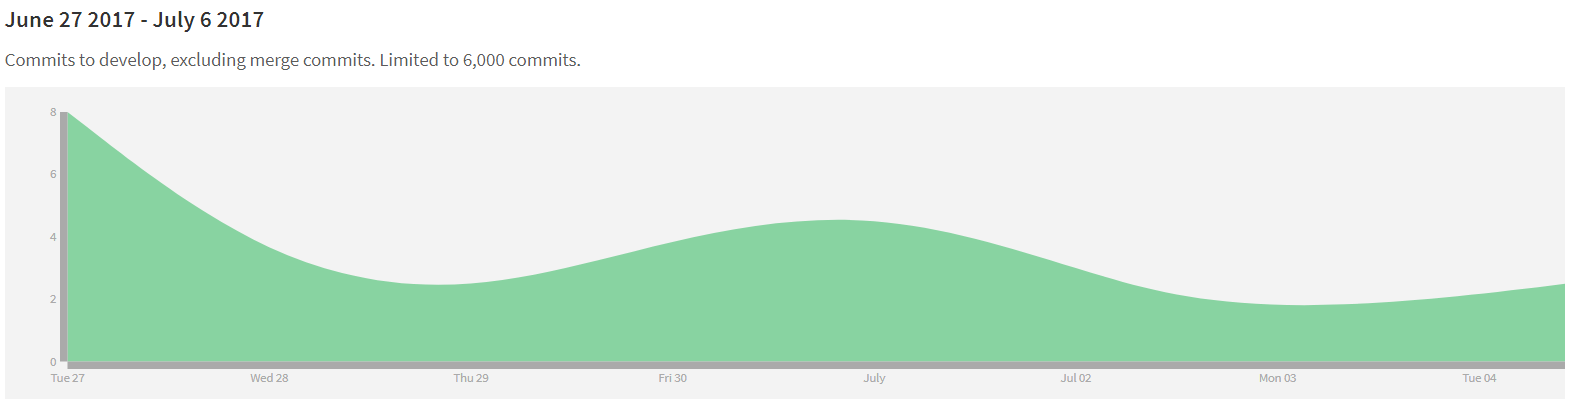 June 27 2017 - July 6 2017
Commits to develop, excluding merge commits. Limited to 6,000 commits.
8
6
4
2
0
Tue 27 Wed 28 Thu 29 Fri 30 July Jul 02 Mon 03 Tue 04